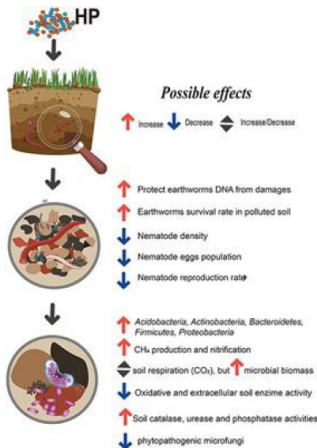 HP
Possible effects
Increase Decrease Increase/Decrease
Protect earthworms DNA from damages
Earthworms survival rate in polluted soil
Nematode density
Nematode eggs population
Nematode reproduction rate
Acidobacteria, Actinobacteria, Bacteroidetes,
Firmicutes, Proteobacteria
CH₄ production and nitrification
soil respiration (CO₂), but microbial biomass
Oxidative and extracellular soil enzime activity
Soil catalase, urease and phosphatase activities
phytopathogenic microfungi